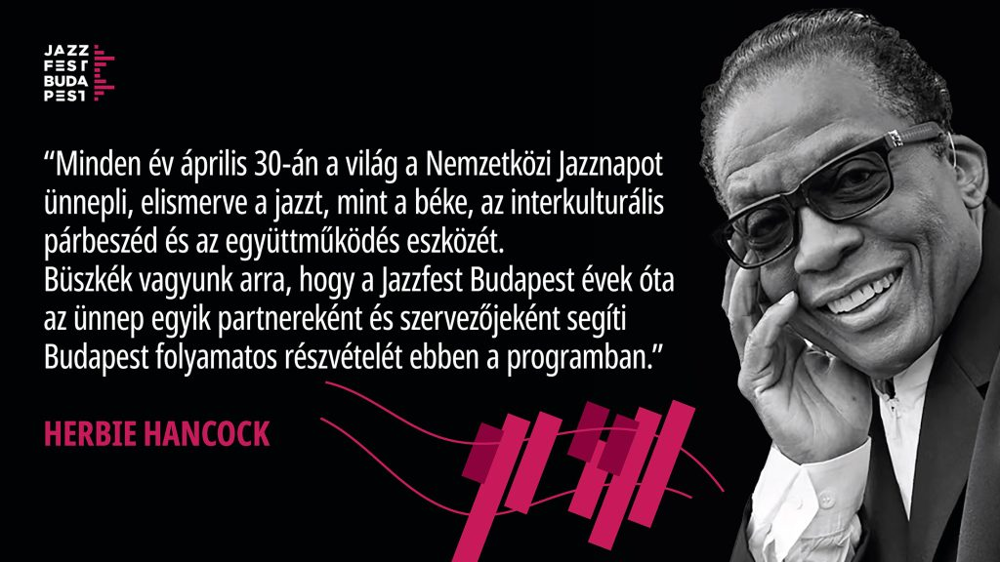 JAZZ
FEST
BUDA
PEST
“Minden év április 30-án a világ a Nemzetközi Jazznapot
ünnepli, elismerve a jazzt, mint a béke, az interkulturális
párbeszéd és az együttműködés eszközét.
Büszkék vagyunk arra, hogy a Jazzfest Budapest évek óta
az ünnep egyik partnereként és szervezőjeként segíti
Budapest folyamatos részvételét ebben a programban.”
HERBIE HANCOCK